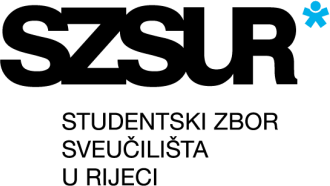 SZSUR
STUDENTSKI ZBOR
SVEUČILIŠTA
U RIJECI